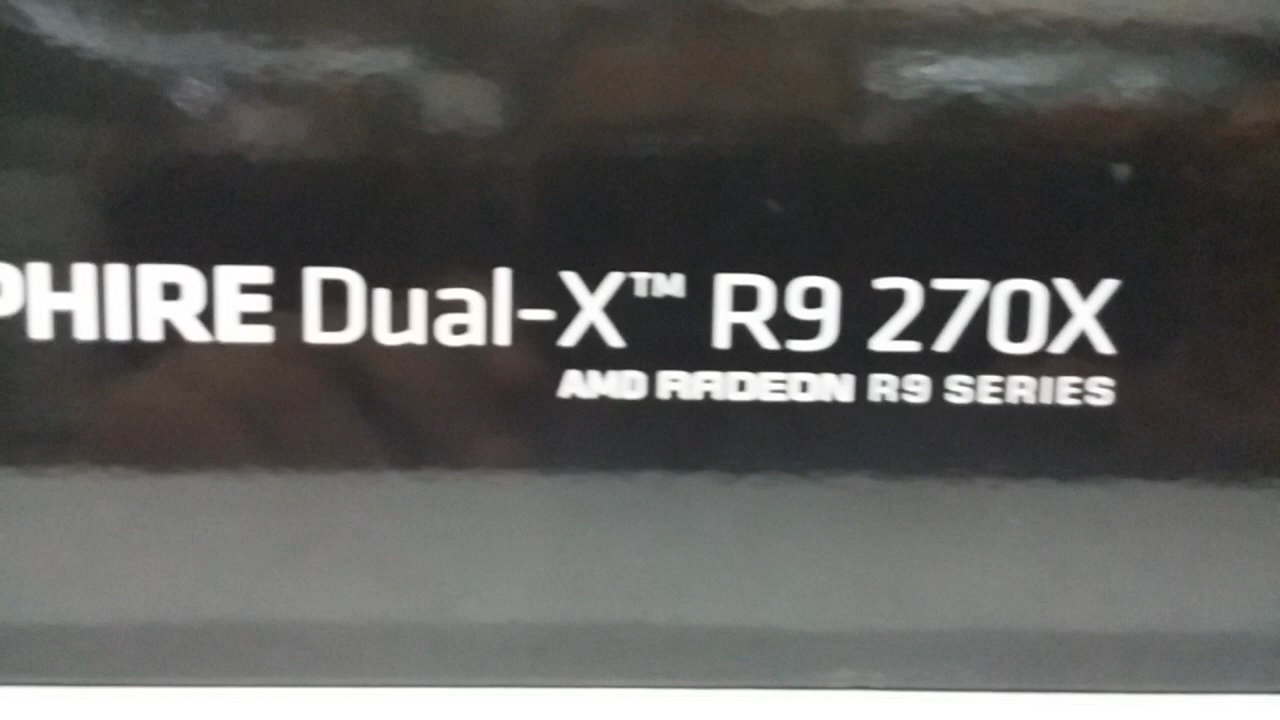 PHIRE Dual-X™ R9 270X
AMD RADEON R9 SERIES